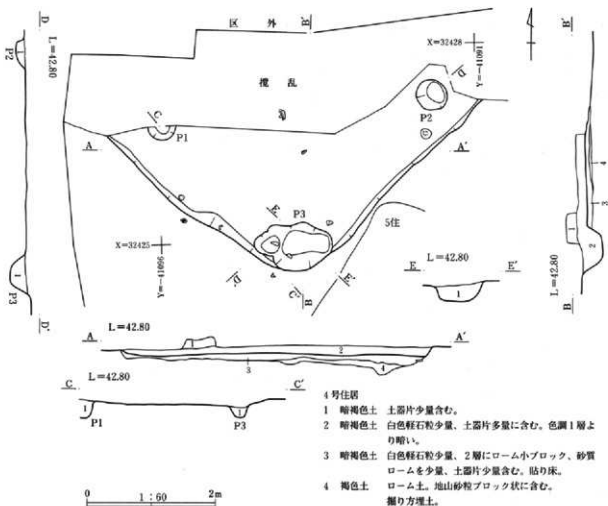 区 外
B'
D
L=42.80
P2
X=32428
Y=-41091
B'
撹 乱
D
C
P2
P1
A
A'
4
3
P3
E
5住
X=32425
Y=-41096
L=42.80
2
1
D'
C'
B
E'
E
E'
1
L=42.80
B
P3
1
D'
A
L=42.80
A'
1
2
3
4
L=42.80
C
C'
1
P1
1
P3
4号住居
1 暗褐色土 土器片少量含む。
2 暗褐色土 白色軽石粒少量、土器片多量に含む。色調1層よ
り暗い。
3 暗褐色土 白色軽石粒少量、2層にローム小ブロック、砂質
ロームを少量、土器片少量含む。貼り床。
4 褐色土 ローム土。地山砂粒ブロック状に含む。
掘り方埋土。
0
1:60
2m